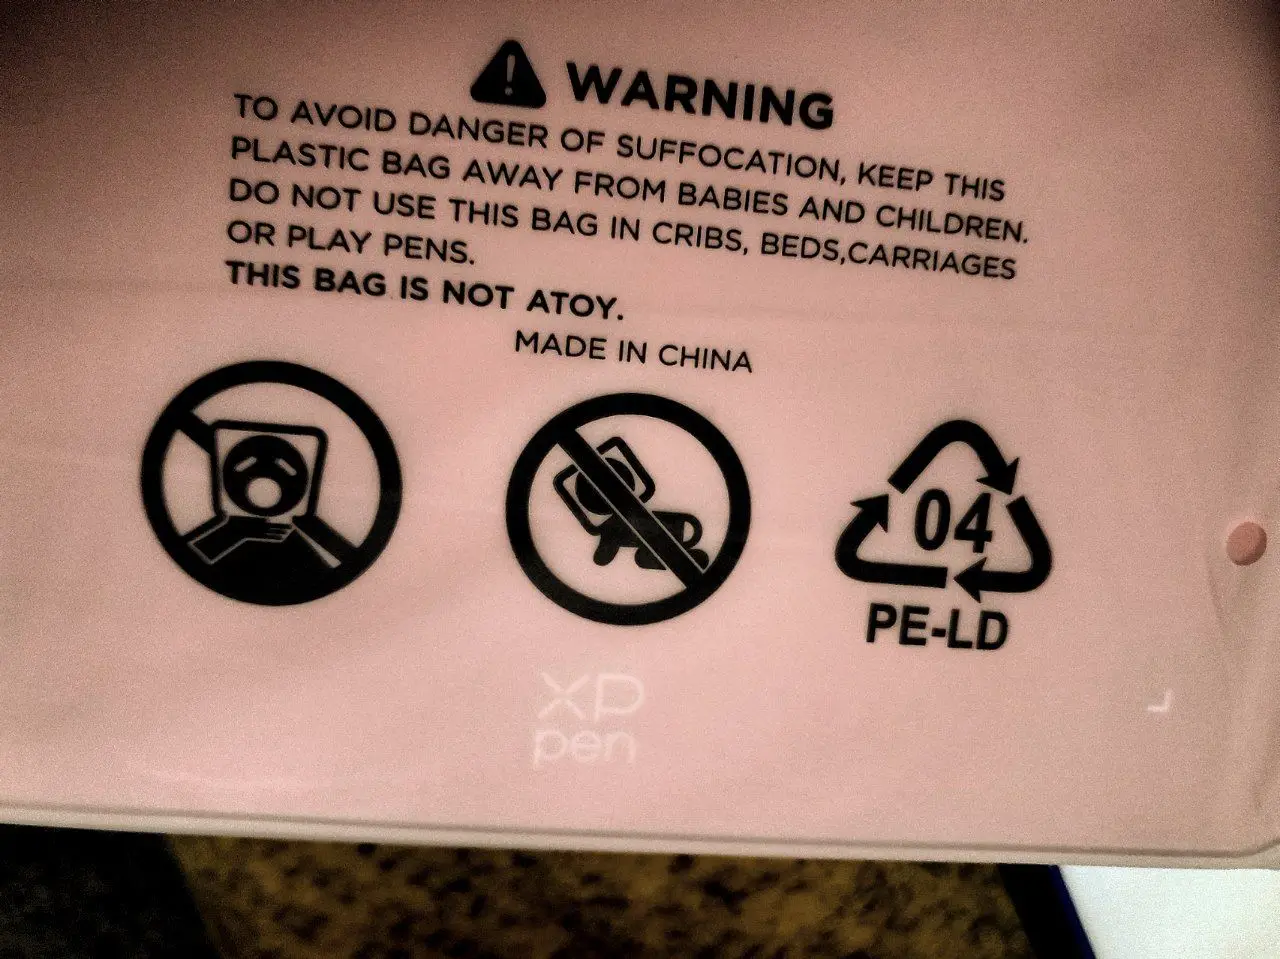 WARNING
TO AVOID DANGER OF SUFFOCATION, KEEP THIS
PLASTIC BAG AWAY FROM BABIES AND CHILDREN.
DO NOT USE THIS BAG IN CRIBS, BEDS,CARRIAGES
OR PLAY PENS.
THIS BAG IS NOT ATOY.
MADE IN CHINA
04
PE-LD
XP
pen